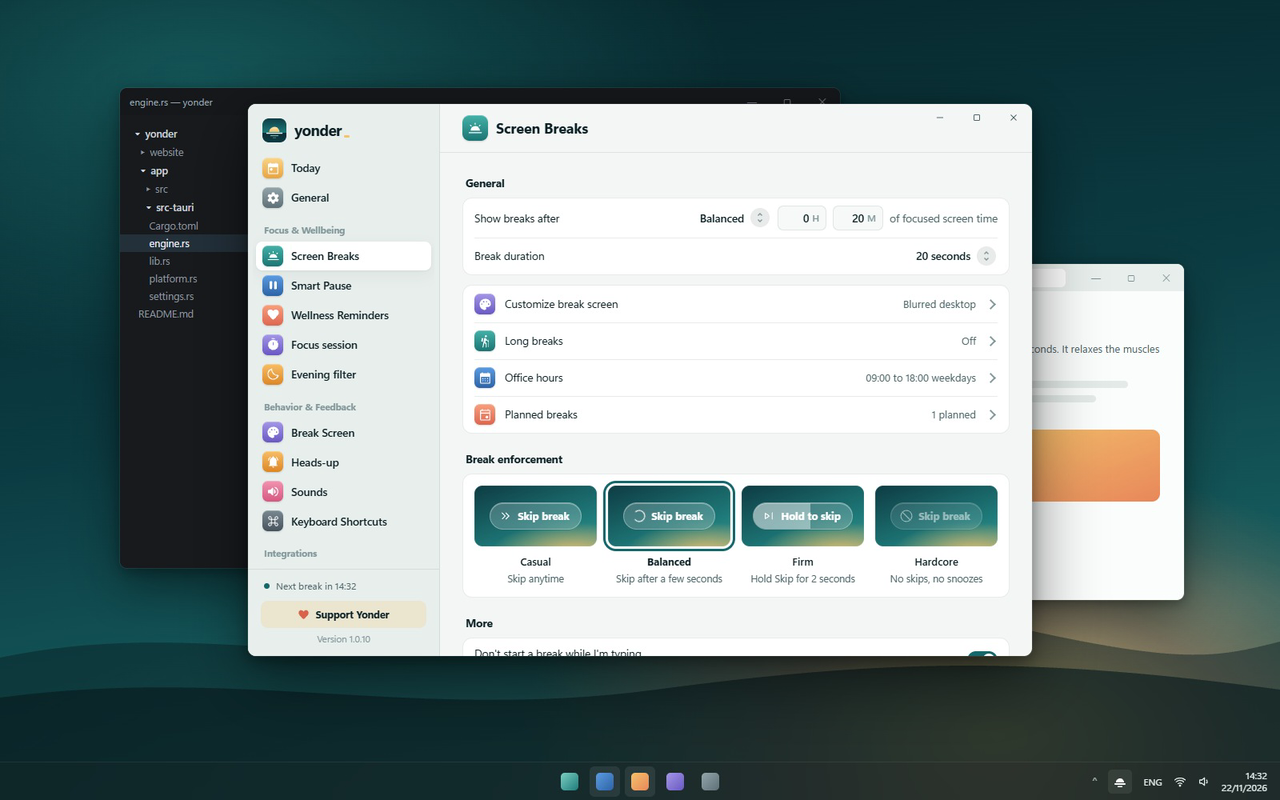 engine.rs — yonder
yonder
website
app
src
src-tauri
Cargo.toml
engine.rs
lib.rs
platform.rs
settings.rs
README.md
yonder
Today
General
Focus & Wellbeing
Screen Breaks
Smart Pause
Wellness Reminders
Focus session
Evening filter
Behavior & Feedback
Break Screen
Heads-up
Sounds
Keyboard Shortcuts
Integrations
Next break in 14:32
Support Yonder
Version 1.0.10
Screen Breaks
General
Show breaks after Balanced 0 H 20 M of focused screen time
Break duration 20 seconds
Customize break screen Blurred desktop
Long breaks Off
Office hours 09:00 to 18:00 weekdays
Planned breaks 1 planned
Break enforcement
Skip break Skip break Hold to skip Skip break
Casual Balanced Firm Hardcore
Skip anytime Skip after a few seconds Hold Skip for 2 seconds No skips, no snoozes
More
Don't start a break while I'm typing
conds. It relaxes the muscles
ENG
14:32
22/11/2026